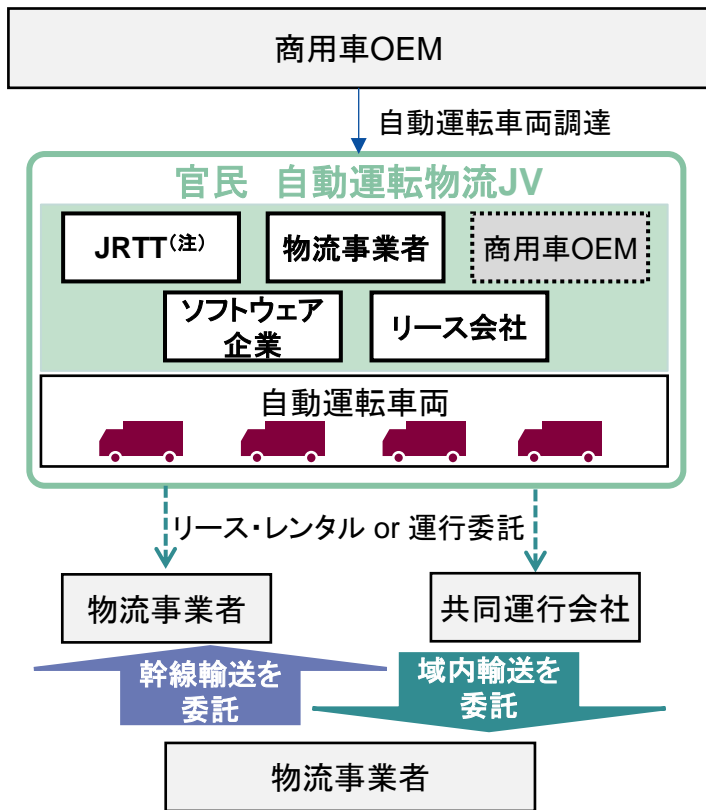 商用車OEM
自動運転車両調達
官民　自動運転物流JV
JRTT(注)
物流事業者
商用車OEM
ソフトウェア
企業
リース会社
自動運転車両
リース・レンタル or 運行委託
物流事業者
共同運行会社
幹線輸送を
委託
域内輸送を
委託
物流事業者